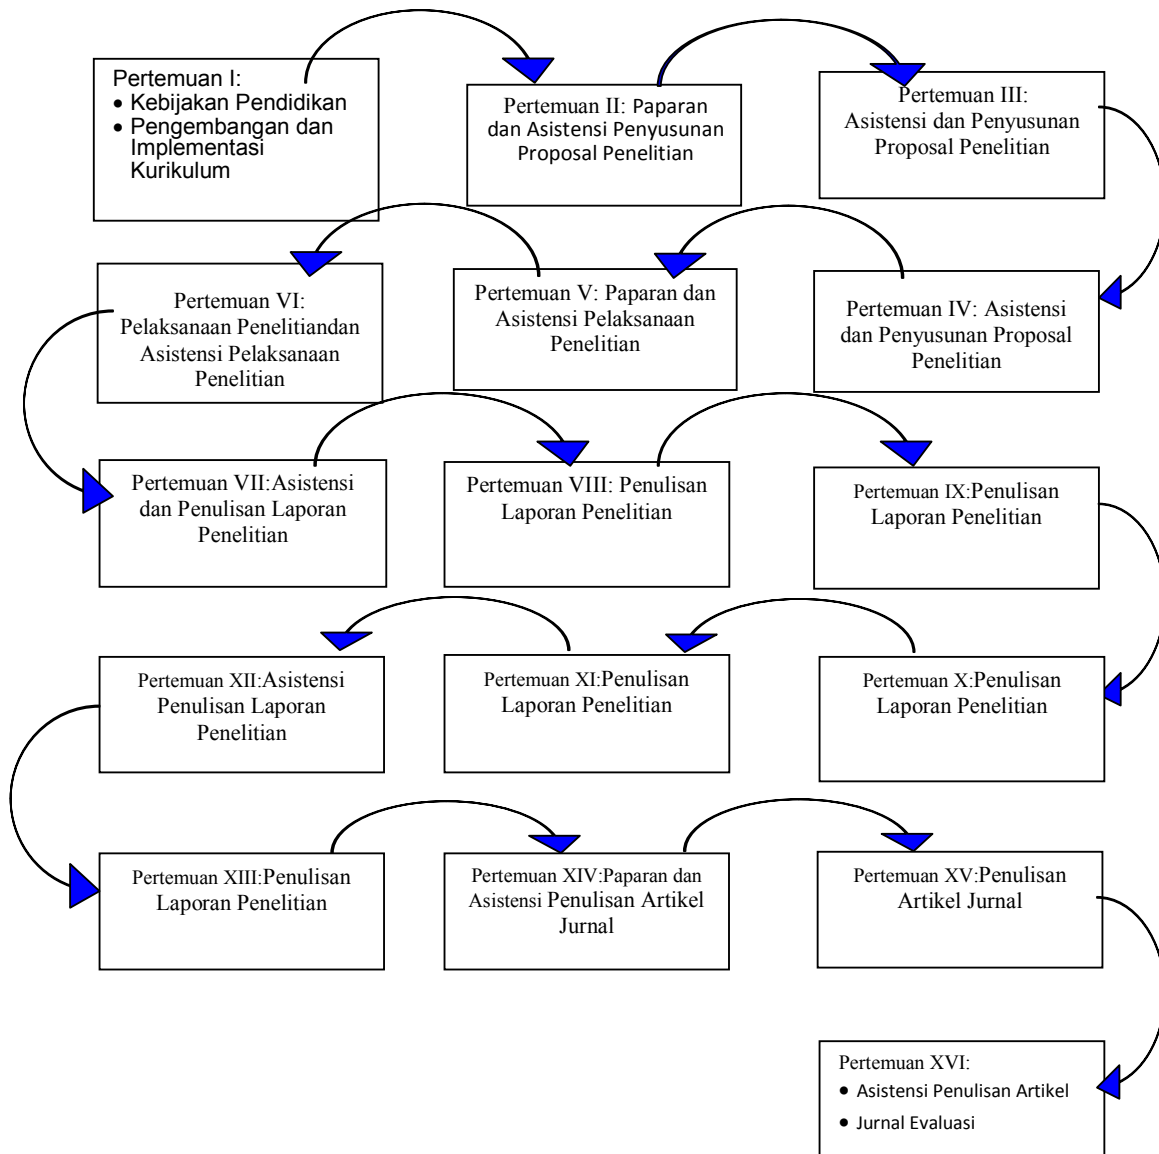 Pertemuan I:
• Kebijakan Pendidikan
• Pengembangan dan
Implementasi
Kurikulum
Pertemuan II: Paparan
dan Asistensi Penyusunan
Proposal Penelitian
Pertemuan III:
Asistensi dan Penyusunan
Proposal Penelitian
Pertemuan IV: Asistensi
dan Penyusunan Proposal
Penelitian
Pertemuan V: Paparan dan
Asistensi Pelaksanaan
Penelitian
Pertemuan VI:
Pelaksanaan Penelitiandan
Asistensi Pelaksanaan
Penelitian
Pertemuan VII:Asistensi
dan Penulisan Laporan
Penelitian
Pertemuan VIII: Penulisan
Laporan Penelitian
Pertemuan IX:Penulisan
Laporan Penelitian
Pertemuan X:Penulisan
Laporan Penelitian
Pertemuan XI:Penulisan
Laporan Penelitian
Pertemuan XII:Asistensi
Penulisan Laporan
Penelitian
Pertemuan XIII:Penulisan
Laporan Penelitian
Pertemuan XIV:Paparan dan
Asistensi Penulisan Artikel
Jurnal
Pertemuan XV:Penulisan
Artikel Jurnal
Pertemuan XVI:
• Asistensi Penulisan Artikel
• Jurnal Evaluasi